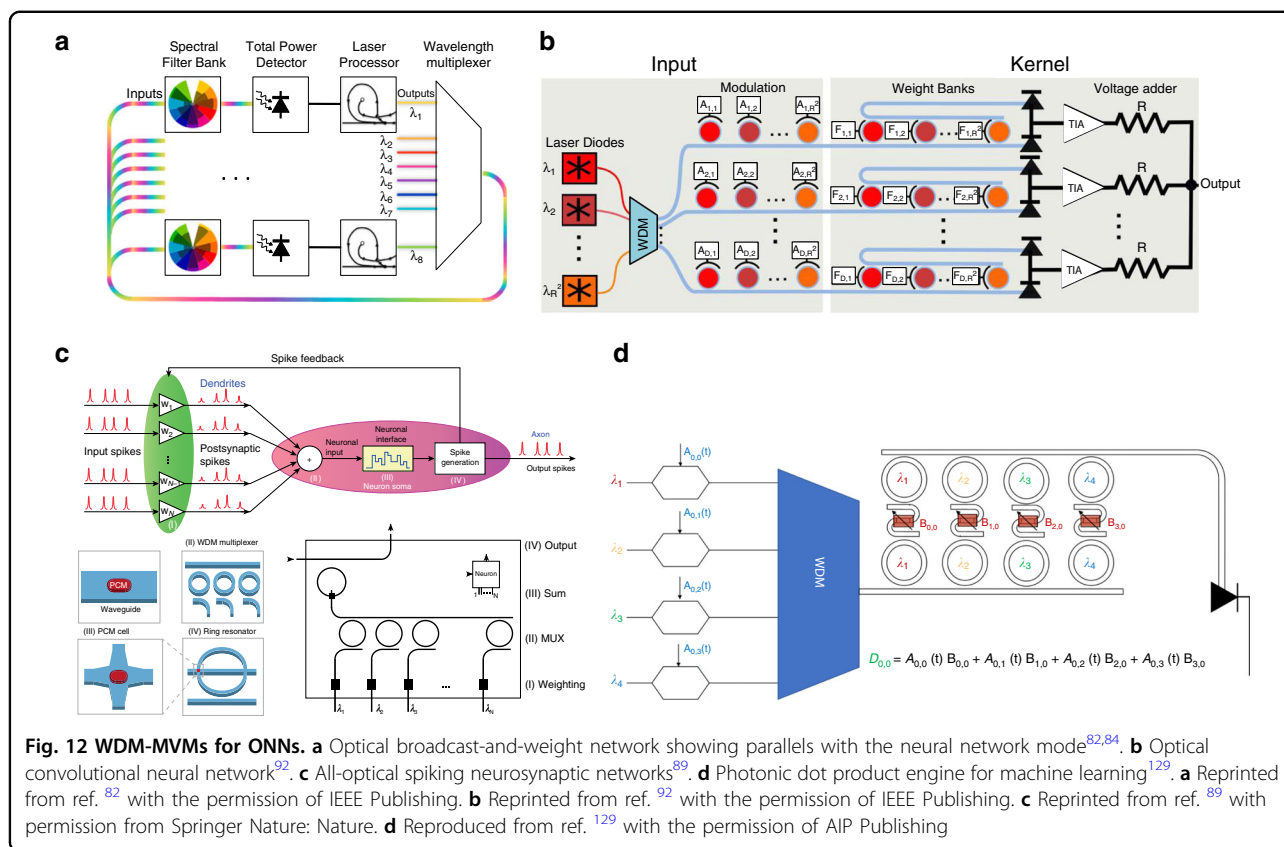 a
Spectral Filter Bank
Total Power Detector
Laser Processor
Wavelength multiplexer
Inputs
Outputs
λ1
λ2
λ3
λ4
λ5
λ6
λ7
λ8
. . .
b
Input
Kernel
Modulation
Weight Banks
Voltage adder
Laser Diodes
A1,1 A1,2 ... A1,R²
F1,1 F1,2 ... F1,R²
TIA
R
λ1
A2,1 A2,2 ... A2,R²
F2,1 F2,2 ... F2,R²
TIA
R
Output
λ2
WDM
AD,1 AD,2 ... AD,R²
FD,1 FD,2 ... FD,R²
TIA
R
λR²
c
Spike feedback
Dendrites
W1
W2
WN−1
WN
(I)
Input spikes
Postsynaptic spikes
Neuronal input
Neuronal interface
Spike generation
+
(II)
(III)
(IV)
Neuron soma
Axon
Output spikes
(II) WDM multiplexer
PCM
Waveguide
(III) PCM cell
(IV) Ring resonator
(IV) Output
Neuron
1 N
(III) Sum
(II) MUX
(I) Weighting
λ1 λ2 λ3 ... λN
d
A0,0(t)
λ1
A0,1(t)
λ2
A0,2(t)
λ3
A0,3(t)
λ4
WDM
λ1 λ2 λ3 λ4
B0,0 B1,0 B2,0 B3,0
λ1 λ2 λ3 λ4
D0,0 = A0,0 (t) B0,0 + A0,1 (t) B1,0 + A0,2 (t) B2,0 + A0,3 (t) B3,0
Fig. 12 WDM-MVMs for ONNs. a Optical broadcast-and-weight network showing parallels with the neural network mode82,84. b Optical
convolutional neural network92. c All-optical spiking neurosynaptic networks89. d Photonic dot product engine for machine learning129. a Reprinted
from ref. 82 with the permission of IEEE Publishing. b Reprinted from ref. 92 with the permission of IEEE Publishing. c Reprinted from ref. 89 with
permission from Springer Nature: Nature. d Reproduced from ref. 129 with the permission of AIP Publishing